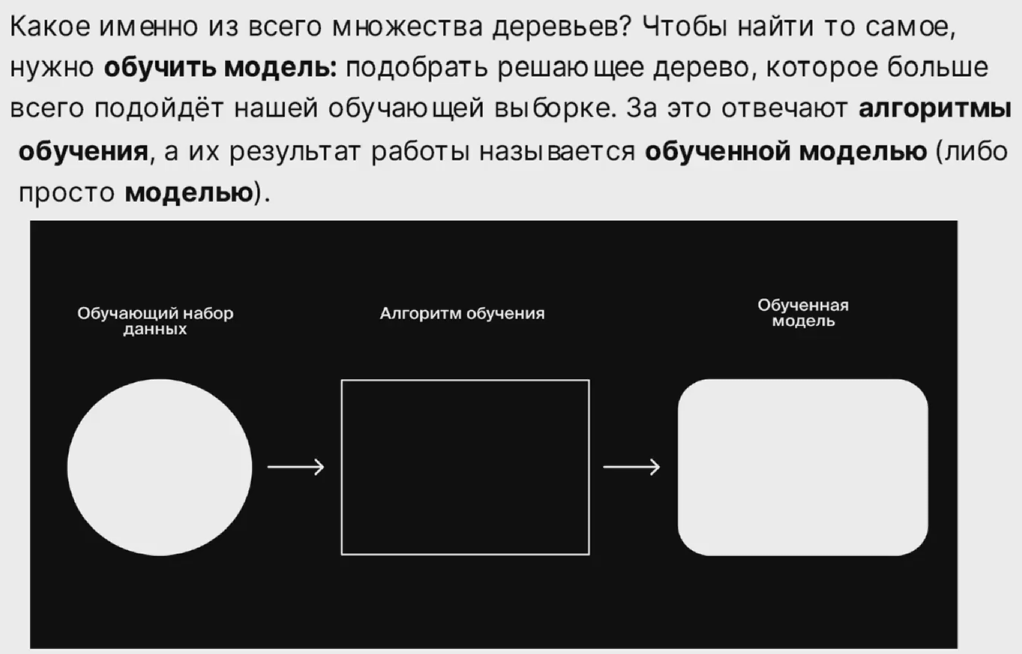 Какое именно из всего множества деревьев? Чтобы найти то самое,
нужно обучить модель: подобрать решающее дерево, которое больше
всего подойдёт нашей обучающей выборке. За это отвечают алгоритмы
обучения, а их результат работы называется обученной моделью (либо
просто моделью).
Обучающий набор
данных
Алгоритм обучения
Обученная
модель